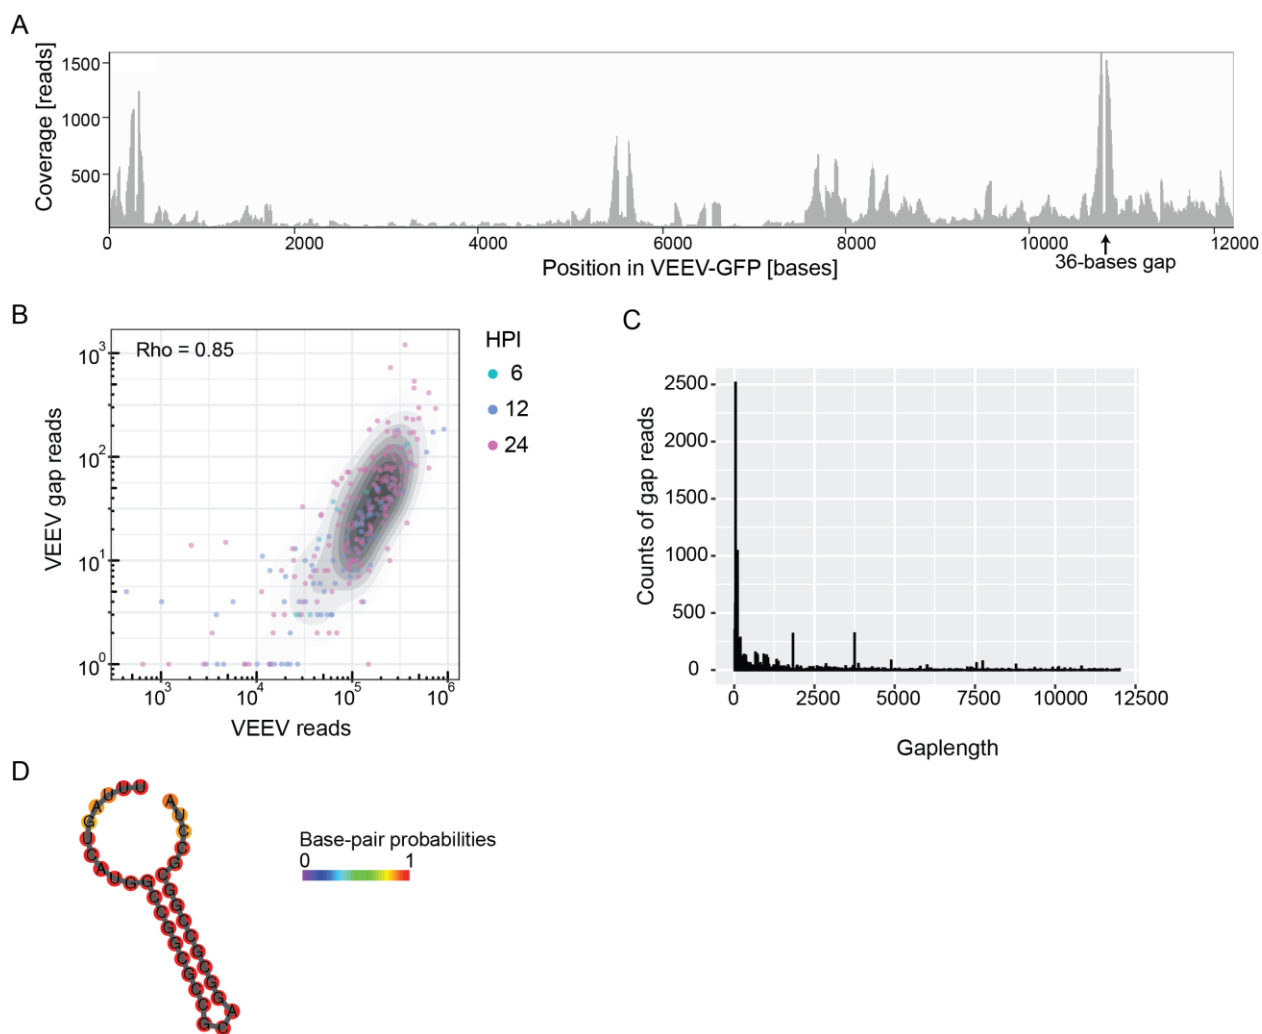 A
Coverage [reads]
1500
1000
500
0 2000 4000 6000 8000 10000 12000
Position in VEEV-GFP [bases]
36-bases gap
B
Rho = 0.85
VEEV gap reads
10^3
10^2
10^1
10^0
10^3 10^4 10^5 10^6
VEEV reads
HPI
6
12
24
C
Counts of gap reads
2500
2000
1500
1000
500
0
0 2500 5000 7500 10000 12500
Gaplength
D
Base-pair probabilities
0 1